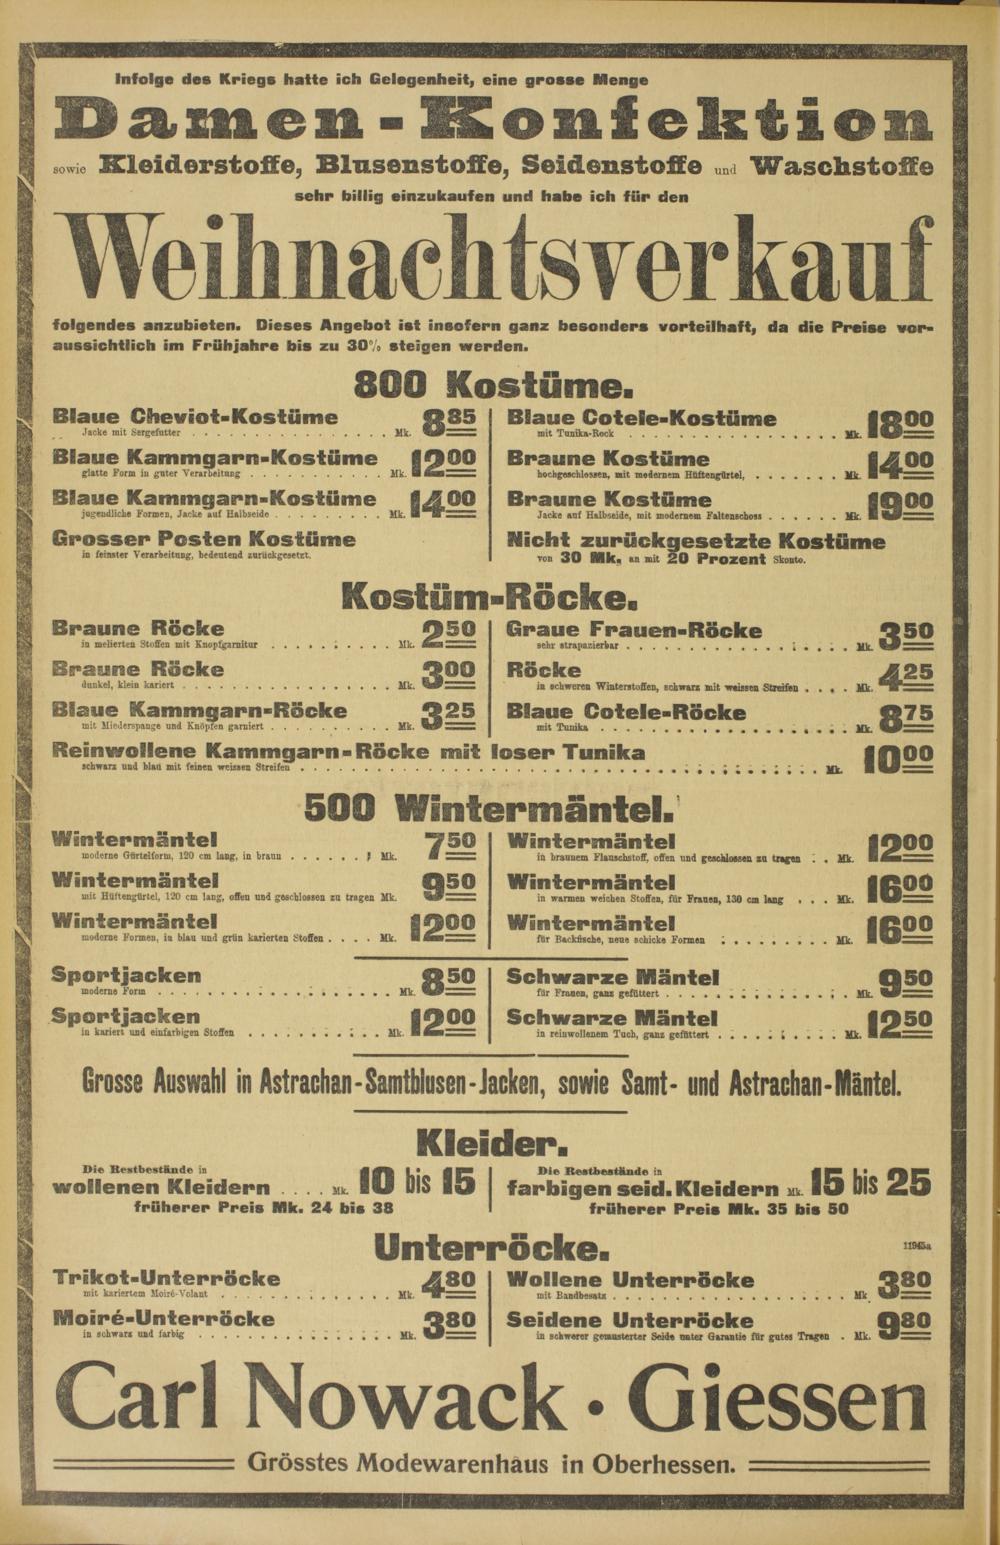 Infolge des Kriegs hatte ich Gelegenheit, eine grosse Menge
Damen-Konfektion
sowie Kleiderstoffe, Blusenstoffe, Seidenstoffe und Waschstoffe
sehr billig einzukaufen und habe ich für den
Weihnachtsverkauf
folgendes anzubieten. Dieses Angebot ist insofern ganz besonders vorteilhaft, da die Preise vor-
aussichtlich im Frühjahre bis zu 30% steigen werden.
800 Kostüme.
Blaue Cheviot-Kostüme
Jacke mit Sergefutter . . . . . . . . . . . . . . . . Mk. 8 85
Blaue Kammgarn-Kostüme
glatte Form in guter Verarbeitung . . . . . . . . . . . Mk. 12 00
Blaue Kammgarn-Kostüme
jugendliche Formen, Jacke auf Halbseide . . . . . . . . . Mk. 14 00
Grosser Posten Kostüme
in feinster Verarbeitung, bedeutend zurückgesetzt.
Blaue Cotele-Kostüme
mit Tunika-Rock . . . . . . . . . . . . . . . . . . Mk. 18 00
Braune Kostüme
hochgeschlossen, mit modernem Hüftengürtel, . . . . . . . Mk. 14 00
Braune Kostüme
Jacke auf Halbseide, mit modernem Faltenschoss . . . . . . Mk. 19 00
Nicht zurückgesetzte Kostüme
von 30 Mk. an mit 20 Prozent Skonto.
Kostüm-Röcke.
Braune Röcke
in melierten Stoffen mit Knopfgarnitur . . . . . . . . . . Mk. 2 50
Braune Röcke
dunkel, klein kariert . . . . . . . . . . . . . . . . . Mk. 3 00
Blaue Kammgarn-Röcke
mit Miederspange und Knöpfen garniert . . . . . . . . . . Mk. 3 25
Graue Frauen-Röcke
sehr strapazierbar . . . . . . . . . . . . . . . . . . Mk. 3 50
Röcke
in schweren Winterstoffen, schwarz mit weissen Streifen . . . . Mk. 4 25
Blaue Cotele-Röcke
mit Tunika . . . . . . . . . . . . . . . . . . . . . Mk. 8 75
Reinwollene Kammgarn-Röcke mit loser Tunika
schwarz und blau mit feinen weissen Streifen . . . . . . . . . . . . . . . . . . . . Mk. 10 00
500 Wintermäntel.
Wintermäntel
moderne Gürtelform, 120 cm lang, in braun . . . . . . . Mk. 7 50
Wintermäntel
mit Hüftengürtel, 120 cm lang, offen und geschlossen zu tragen Mk. 9 50
Wintermäntel
moderne Formen, in blau und grün karierten Stoffen . . . . Mk. 12 00
Wintermäntel
in braunem Flauschstoff, offen und geschlossen zu tragen . . Mk. 12 00
Wintermäntel
in warmen weichen Stoffen, für Frauen, 130 cm lang . . . Mk. 16 00
Wintermäntel
für Backfische, neue schicke Formen . . . . . . . . . Mk. 16 00
Sportjacken
moderne Form . . . . . . . . . . . . . . . . . . . Mk. 8 50
Sportjacken
in kariert und einfarbigen Stoffen . . . . . . . . . . . Mk. 12 00
Schwarze Mäntel
für Frauen, ganz gefüttert . . . . . . . . . . . . . . . Mk. 9 50
Schwarze Mäntel
in reinwollenem Tuch, ganz gefüttert . . . . . . . . . . Mk. 12 50
Grosse Auswahl in Astrachan-Samtblusen-Jacken, sowie Samt- und Astrachan-Mäntel.
Kleider.
Die Restbestände in
wollenen Kleidern . . . . Mk. 10 bis 15
früherer Preis Mk. 24 bis 38
Die Restbestände in
farbigen seid. Kleidern Mk. 15 bis 25
früherer Preis Mk. 35 bis 50
Unterröcke.
11945a
Trikot-Unterröcke
mit kariertem Moiré-Volant . . . . . . . . . . . . . . Mk. 4 80
Moiré-Unterröcke
in schwarz und farbig . . . . . . . . . . . . . . . . Mk. 3 80
Wollene Unterröcke
mit Bandbesatz . . . . . . . . . . . . . . . . . . . Mk 3 80
Seidene Unterröcke
in schwerer gemusterter Seide unter Garantie für gutes Tragen . Mk. 9 80
Carl Nowack · Giessen
Grösstes Modewarenhaus in Oberhessen.